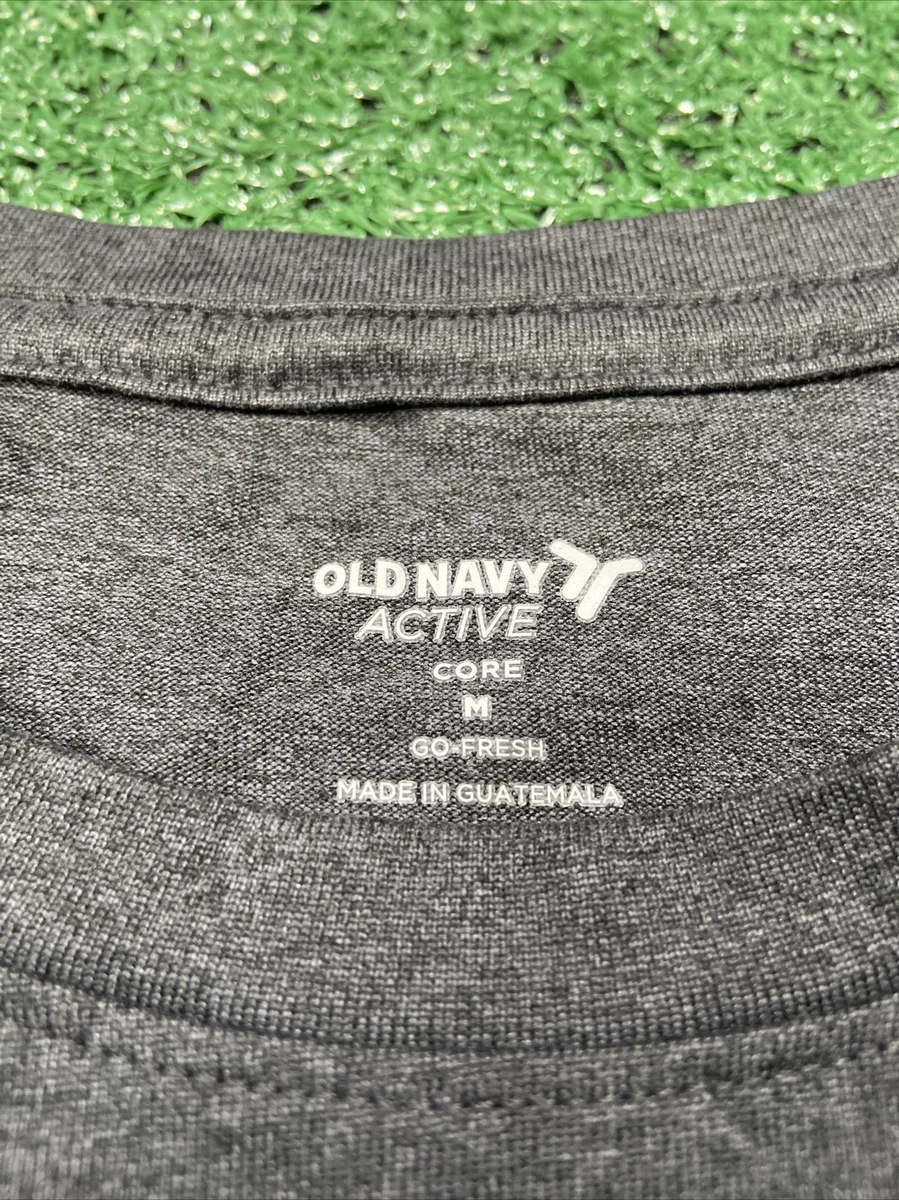 OLD NAVY
ACTIVE
CORE
M
GO-FRESH
MADE IN GUATEMALA